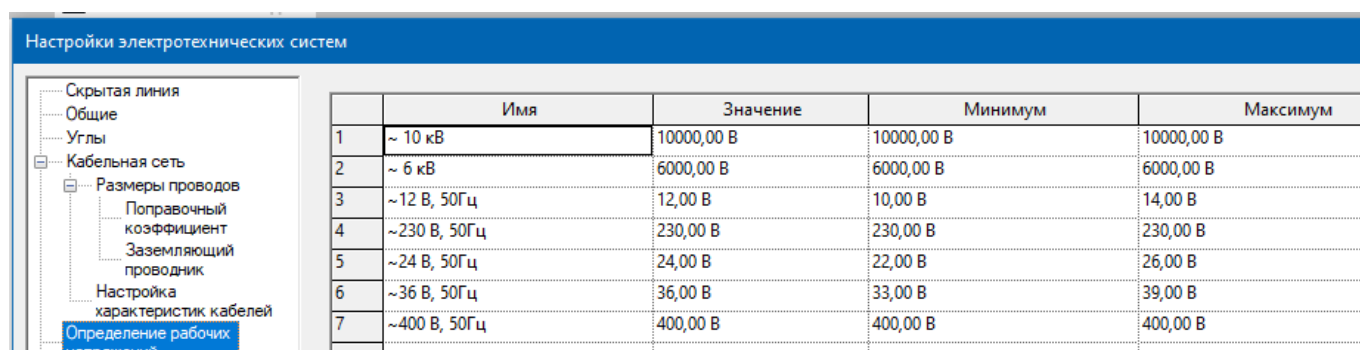 Настройки электротехнических систем
Скрытая линия
Общие
Углы
Кабельная сеть
Размеры проводов
Поправочный
коэффициент
Заземляющий
проводник
Настройка
характеристик кабелей
Определение рабочих
напряжений
Имя Значение Минимум Максимум
1 ~ 10 кВ 10000,00 В 10000,00 В 10000,00 В
2 ~ 6 кВ 6000,00 В 6000,00 В 6000,00 В
3 ~12 В, 50Гц 12,00 В 10,00 В 14,00 В
4 ~230 В, 50Гц 230,00 В 230,00 В 230,00 В
5 ~24 В, 50Гц 24,00 В 22,00 В 26,00 В
6 ~36 В, 50Гц 36,00 В 33,00 В 39,00 В
7 ~400 В, 50Гц 400,00 В 400,00 В 400,00 В